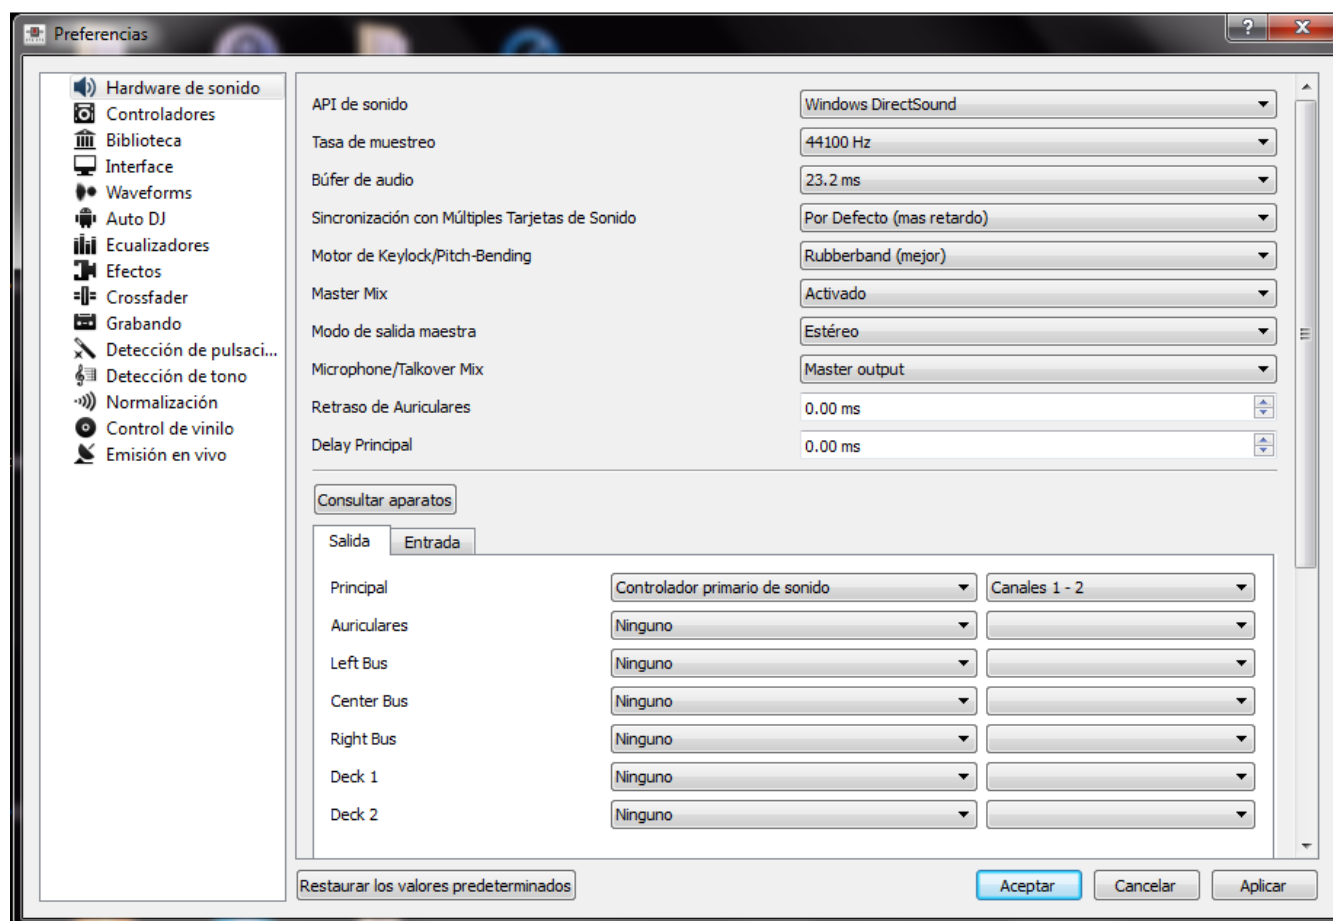 Preferencias
Hardware de sonido
Controladores
Biblioteca
Interface
Waveforms
Auto DJ
Ecualizadores
Efectos
Crossfader
Grabando
Detección de pulsaci...
Detección de tono
Normalización
Control de vinilo
Emisión en vivo
API de sonido Windows DirectSound
Tasa de muestreo 44100 Hz
Búfer de audio 23.2 ms
Sincronización con Múltiples Tarjetas de Sonido Por Defecto (mas retardo)
Motor de Keylock/Pitch-Bending Rubberband (mejor)
Master Mix Activado
Modo de salida maestra Estéreo
Microphone/Talkover Mix Master output
Retraso de Auriculares 0.00 ms
Delay Principal 0.00 ms
Consultar aparatos
Salida Entrada
Principal Controlador primario de sonido Canales 1 - 2
Auriculares Ninguno
Left Bus Ninguno
Center Bus Ninguno
Right Bus Ninguno
Deck 1 Ninguno
Deck 2 Ninguno
Restaurar los valores predeterminados Aceptar Cancelar Aplicar